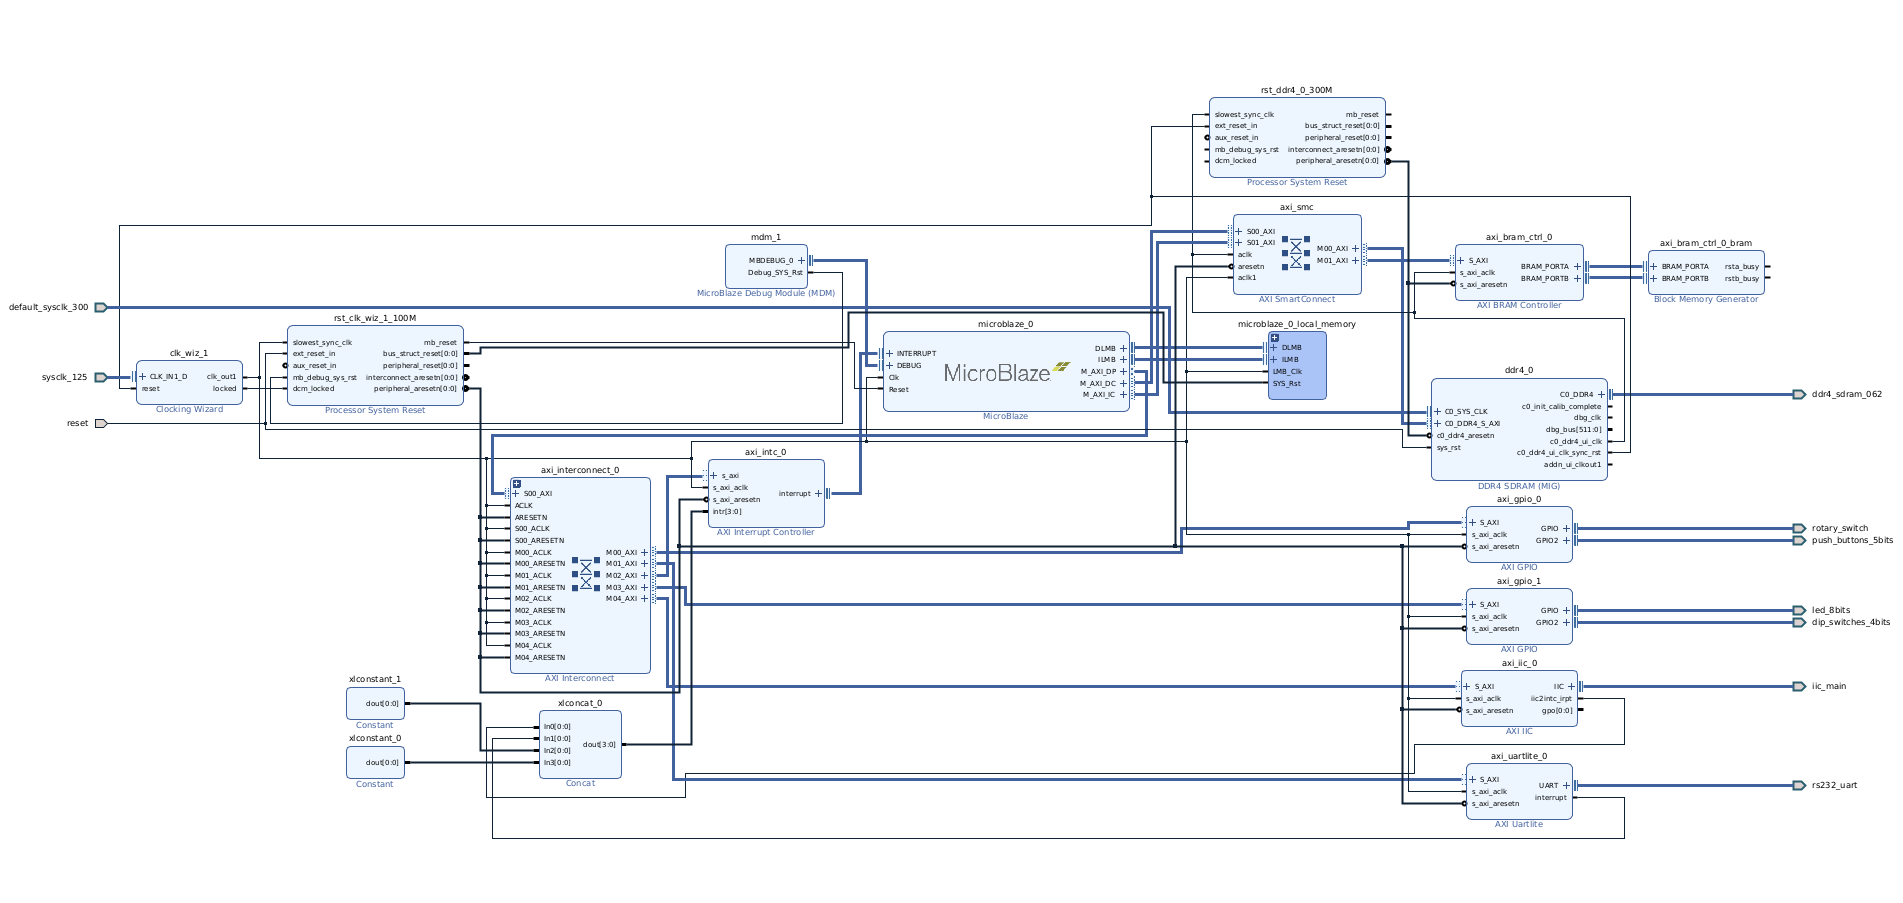 default_sysclk_300
sysclk_125
reset
clk_wiz_1
CLK_IN1_D
reset
clk_out1
locked
Clocking Wizard
rst_clk_wiz_1_100M
slowest_sync_clk
ext_reset_in
aux_reset_in
mb_debug_sys_rst
dcm_locked
mb_reset
bus_struct_reset[0:0]
peripheral_reset[0:0]
interconnect_aresetn[0:0]
peripheral_aresetn[0:0]
Processor System Reset
mdm_1
MBDEBUG_0
Debug_SYS_Rst
MicroBlaze Debug Module (MDM)
microblaze_0
INTERRUPT
DEBUG
Clk
Reset
MicroBlaze
DLMB
ILMB
M_AXI_DP
M_AXI_DC
M_AXI_IC
MicroBlaze
rst_ddr4_0_300M
slowest_sync_clk
ext_reset_in
aux_reset_in
mb_debug_sys_rst
dcm_locked
mb_reset
bus_struct_reset[0:0]
peripheral_reset[0:0]
interconnect_aresetn[0:0]
peripheral_aresetn[0:0]
Processor System Reset
axi_smc
S00_AXI
S01_AXI
aclk
aresetn
aclk1
M00_AXI
M01_AXI
AXI SmartConnect
axi_bram_ctrl_0
S_AXI
s_axi_aclk
s_axi_aresetn
BRAM_PORTA
BRAM_PORTB
AXI BRAM Controller
axi_bram_ctrl_0_bram
BRAM_PORTA
BRAM_PORTB
rsta_busy
rstb_busy
Block Memory Generator
microblaze_0_local_memory
DLMB
ILMB
LMB_Clk
SYS_Rst
ddr4_0
C0_SYS_CLK
C0_DDR4_S_AXI
c0_ddr4_aresetn
sys_rst
C0_DDR4
c0_init_calib_complete
dbg_clk
dbg_bus[511:0]
c0_ddr4_ui_clk
c0_ddr4_ui_clk_sync_rst
addn_ui_clkout1
DDR4 SDRAM (MIG)
ddr4_sdram_062
axi_intc_0
s_axi
s_axi_aclk
s_axi_aresetn
intr[3:0]
interrupt
AXI Interrupt Controller
axi_interconnect_0
S00_AXI
ACLK
ARESETN
S00_ACLK
S00_ARESETN
M00_ACLK
M00_ARESETN
M01_ACLK
M01_ARESETN
M02_ACLK
M02_ARESETN
M03_ACLK
M03_ARESETN
M04_ACLK
M04_ARESETN
M00_AXI
M01_AXI
M02_AXI
M03_AXI
M04_AXI
AXI Interconnect
axi_gpio_0
S_AXI
s_axi_aclk
s_axi_aresetn
GPIO
GPIO2
AXI GPIO
rotary_switch
push_buttons_5bits
axi_gpio_1
S_AXI
s_axi_aclk
s_axi_aresetn
GPIO
GPIO2
AXI GPIO
led_8bits
dip_switches_4bits
axi_iic_0
S_AXI
s_axi_aclk
s_axi_aresetn
IIC
iic2intc_irpt
gpo[0:0]
AXI IIC
iic_main
xlconstant_1
dout[0:0]
Constant
xlconstant_0
dout[0:0]
Constant
xlconcat_0
In0[0:0]
In1[0:0]
In2[0:0]
In3[0:0]
dout[3:0]
Concat
axi_uartlite_0
S_AXI
s_axi_aclk
s_axi_aresetn
UART
interrupt
AXI Uartlite
rs232_uart